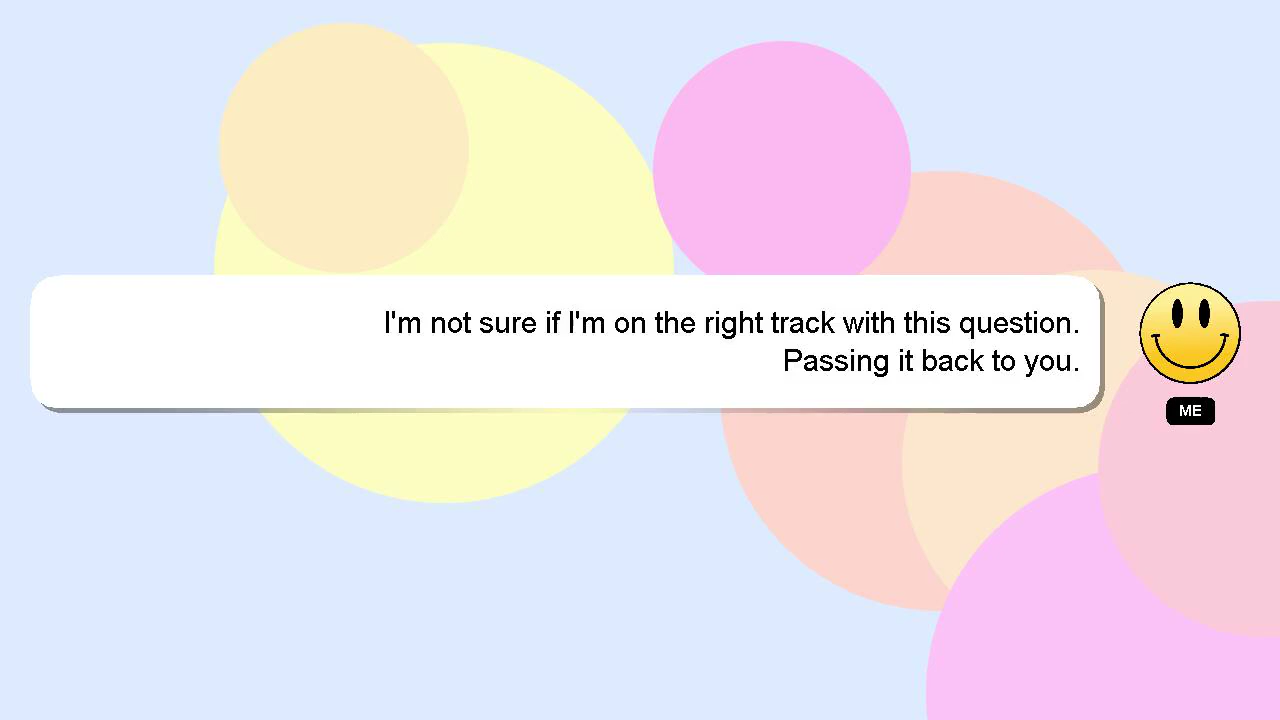 I'm not sure if I'm on the right track with this question.
Passing it back to you.
ME